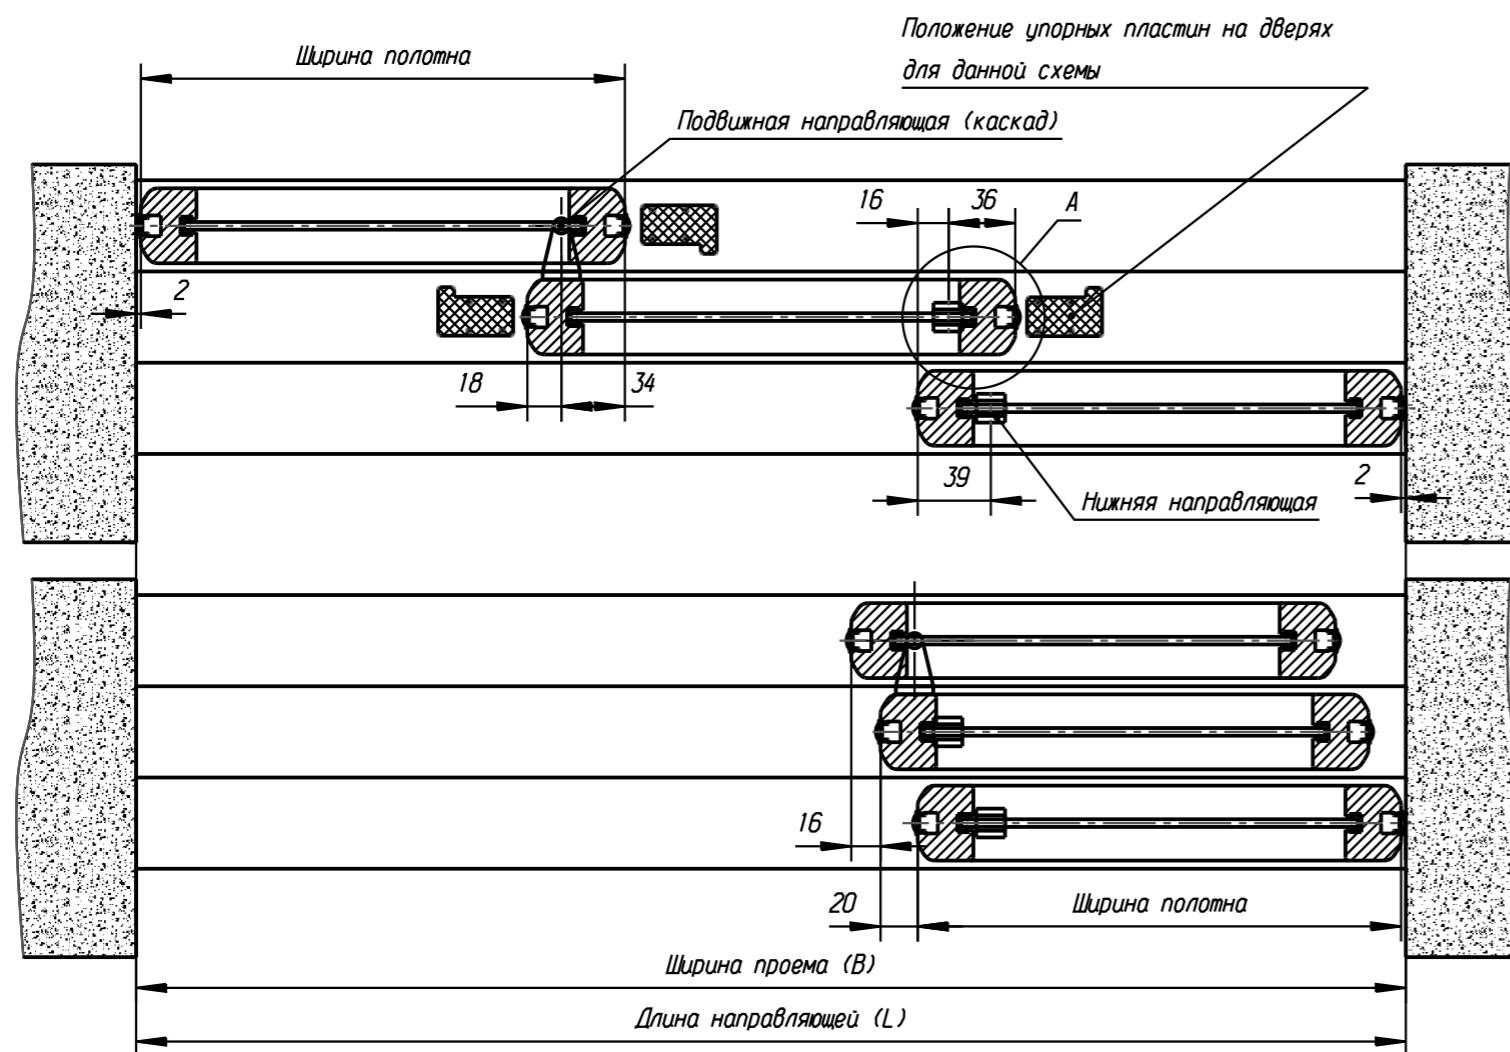 Положение упорных пластин на дверях
для данной схемы
Ширина полотна
Подвижная направляющая (каскад)
16
36
А
2
18
34
39
2
Нижняя направляющая
16
20
Ширина полотна
Ширина проема (В)
Длина направляющей (L)